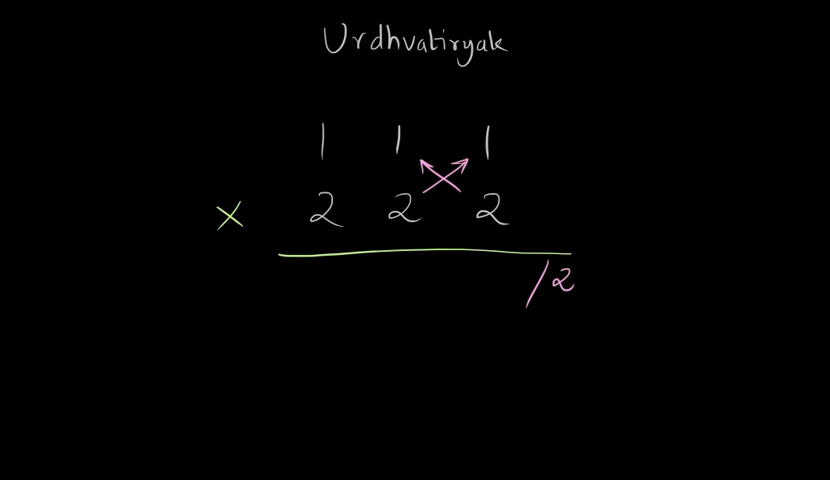 Urdhvatiryak
1 1 1
× 2 2 2
/2